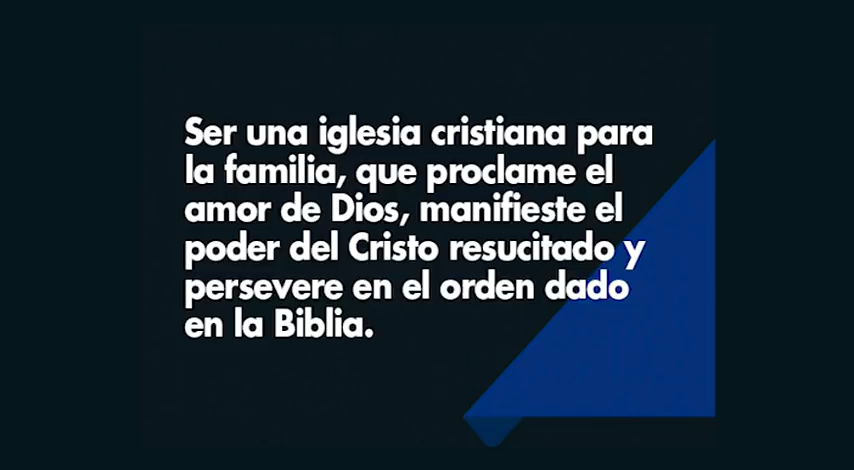 Ser una iglesia cristiana para
la familia, que proclame el
amor de Dios, manifieste el
poder del Cristo resucitado y
persevere en el orden dado
en la Biblia.